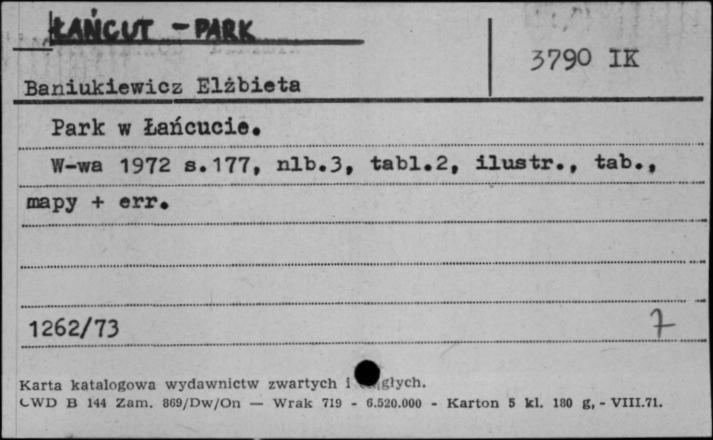 ŁAŃCUT - PARK
3790 IK
Baniukiewicz Elżbieta
Park w Łańcucie.
W-wa 1972 s.177, nlb.3, tabl.2, ilustr., tab.,
mapy + err.
1262/73 7
Karta katalogowa wydawnictw zwartych i głych.
CWD B 144 Zam. 869/Dw/On — Wrak 719 - 6.520.000 - Karton 5 kl. 180 g, - VIII.71.